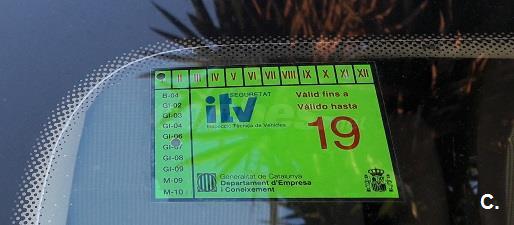 II III IV V VI VII VIII IX X XI XII
B-04
GI-02
GI-03
GI-04
GI-06
GI-07
GI-08
GI-09
M-09
M-10
SEGURETAT
itv
Inspecció Tècnica de Vehicles
Vàlid fins a
Válido hasta
19
Generalitat de Catalunya
Departament d'Empresa
i Coneixement
C.